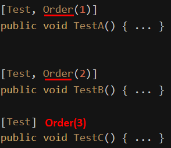 [Test, Order(1)]
public void TestA() { ... }
[Test, Order(2)]
public void TestB() { ... }
[Test] Order(3)
public void TestC() { ... }